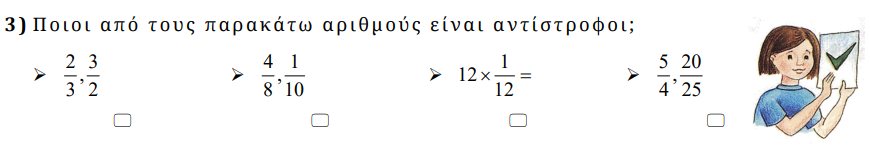 3) Ποιοι από τους παρακάτω αριθμούς είναι αντίστροφοι;
➤ 2/3, 3/2 ➤ 4/8, 1/10 ➤ 12 × 1/12 = ➤ 5/4, 20/25